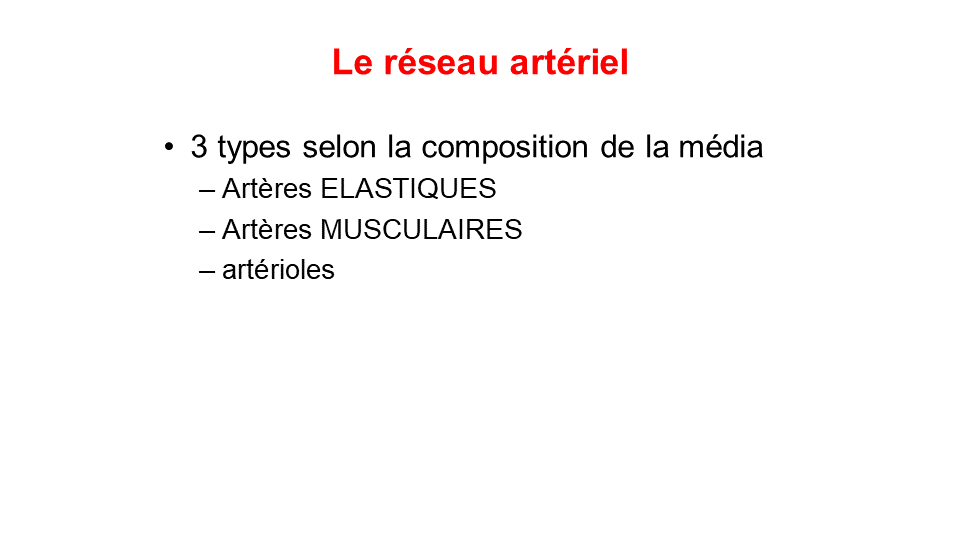 Le réseau artériel
• 3 types selon la composition de la média
– Artères ELASTIQUES
– Artères MUSCULAIRES
– artérioles